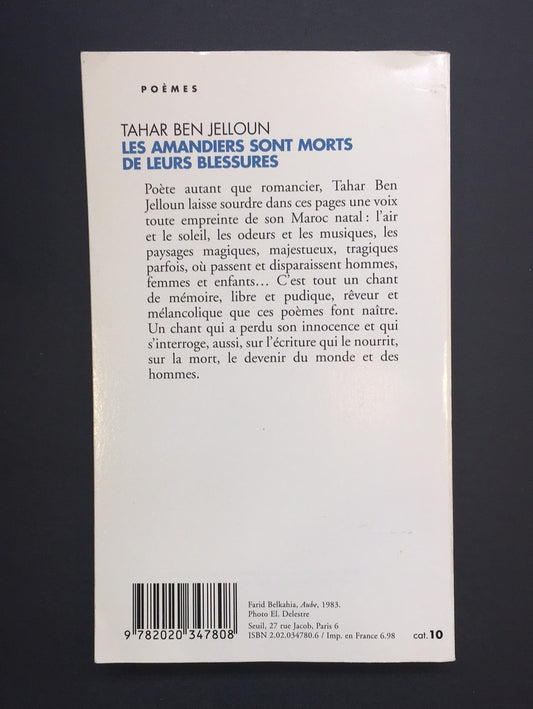 POÈMES
TAHAR BEN JELLOUN
LES AMANDIERS SONT MORTS
DE LEURS BLESSURES
Poète autant que romancier, Tahar Ben
Jelloun laisse sourdre dans ces pages une voix
toute empreinte de son Maroc natal : l'air
et le soleil, les odeurs et les musiques, les
paysages magiques, majestueux, tragiques
parfois, où passent et disparaissent hommes,
femmes et enfants... C'est tout un chant
de mémoire, libre et pudique, rêveur et
mélancolique que ces poèmes font naître.
Un chant qui a perdu son innocence et qui
s'interroge, aussi, sur l'écriture qui le nourrit,
sur la mort, le devenir du monde et des
hommes.
Farid Belkahia, Aube, 1983.
Photo El. Delestre
Seuil, 27 rue Jacob, Paris 6
ISBN 2.02.034780.6 / Imp. en France 6.98
cat.10
9 782020 347808